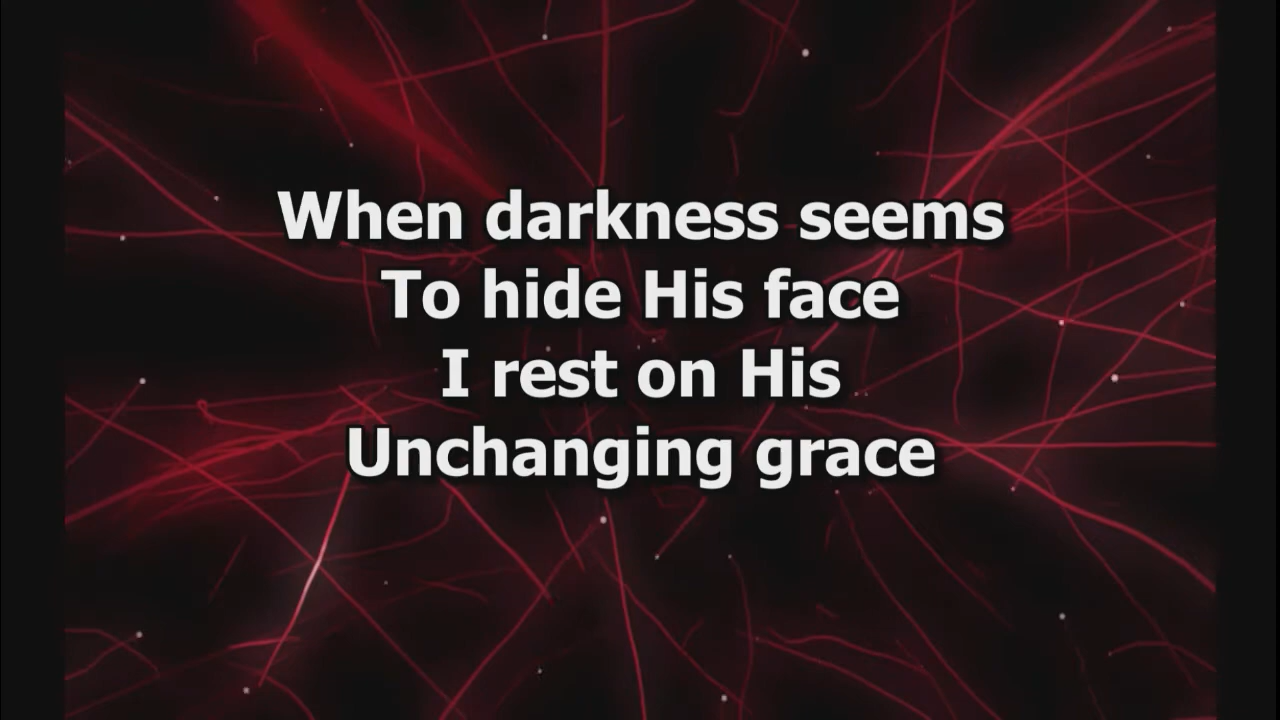 When darkness seems
To hide His face
I rest on His
Unchanging grace